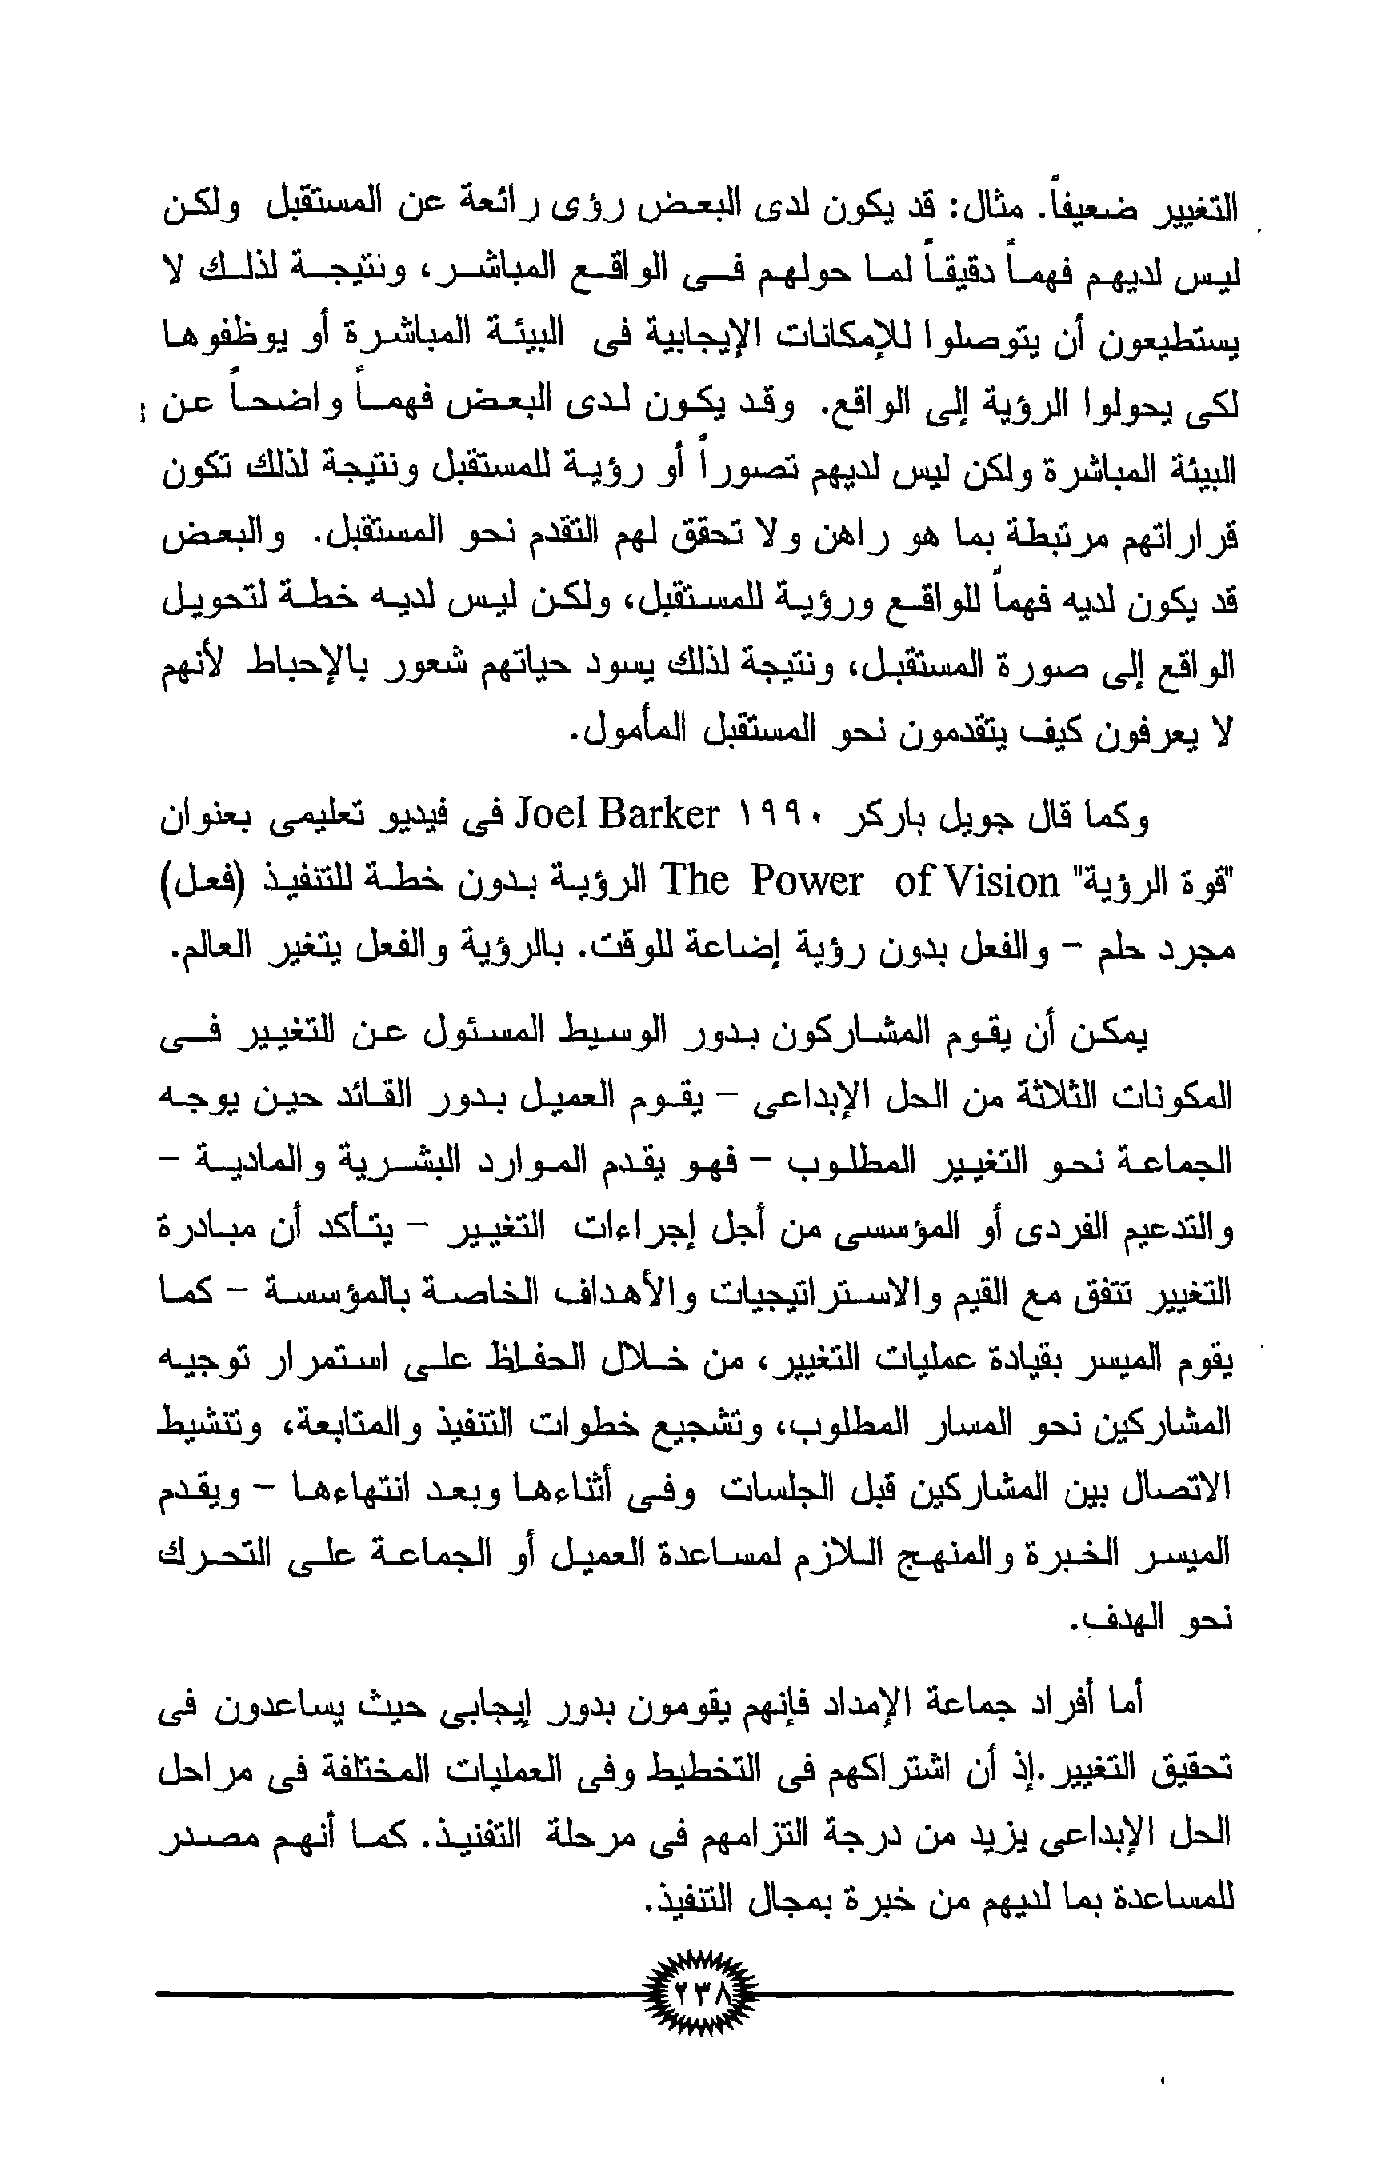 التغيير ضعيفاً. مثال: قد يكون لدى البعض رؤى رائعة عن المستقبل ولكن
ليس لديهم فهماً دقيقاً لما حولهم فى الواقع المباشر، ونتيجة لذلك لا
يستطيعون أن يتوصلوا للإمكانات الإيجابية فى البيئة المباشرة أو يوظفوها
لكى يحولوا الرؤية إلى الواقع. وقد يكون لدى البعض فهماً واضحاً عن
البيئة المباشرة ولكن ليس لديهم تصوراً أو رؤية للمستقبل ونتيجة لذلك تكون
قراراتهم مرتبطة بما هو راهن ولا تحقق لهم التقدم نحو المستقبل. والبعض
قد يكون لديه فهماً للواقع ورؤية للمستقبل، ولكن ليس لديه خطة لتحويل
الواقع إلى صورة المستقبل، ونتيجة لذلك يسود حياتهم شعور بالإحباط لأنهم
لا يعرفون كيف يتقدمون نحو المستقبل المأمول.
وكما قال جويل باركر ١٩٩٠ Joel Barker فى فيديو تعليمى بعنوان
"قوة الرؤية" The Power of Vision الرؤية بدون خطة للتنفيذ (فعل)
مجرد حلم - والفعل بدون رؤية إضاعة للوقت. بالرؤية والفعل يتغير العالم.
يمكن أن يقوم المشاركون بدور الوسيط المسئول عن التغيير فى
المكونات الثلاثة من الحل الإبداعى - يقوم العميل بدور القائد حين يوجه
الجماعة نحو التغيير المطلوب - فهو يقدم الموارد البشرية والمادية -
والتدعيم الفردى أو المؤسسى من أجل إجراءات التغيير - يتأكد أن مبادرة
التغيير تتفق مع القيم والاستراتيجيات والأهداف الخاصة بالمؤسسة - كما
يقوم الميسر بقيادة عمليات التغيير، من خلال الحفاظ على استمرار توجيه
المشاركين نحو المسار المطلوب، وتشجيع خطوات التنفيذ والمتابعة، وتنشيط
الاتصال بين المشاركين قبل الجلسات وفى أثناءها وبعد انتهاءها - ويقدم
الميسر الخبرة والمنهج اللازم لمساعدة العميل أو الجماعة على التحرك
نحو الهدف.
أما أفراد جماعة الإمداد فإنهم يقومون بدور إيجابى حيث يساعدون فى
تحقيق التغيير.إذ أن اشتراكهم فى التخطيط وفى العمليات المختلفة فى مراحل
الحل الإبداعى يزيد من درجة التزامهم فى مرحلة التفنيذ. كما أنهم مصدر
للمساعدة بما لديهم من خبرة بمجال التنفيذ.
٢٣٨